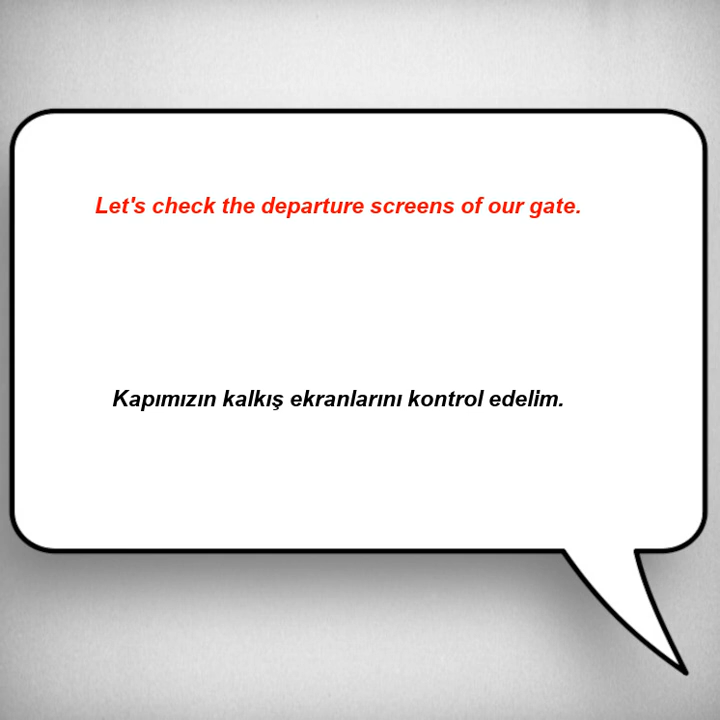 Let's check the departure screens of our gate.
Kapımızın kalkış ekranlarını kontrol edelim.